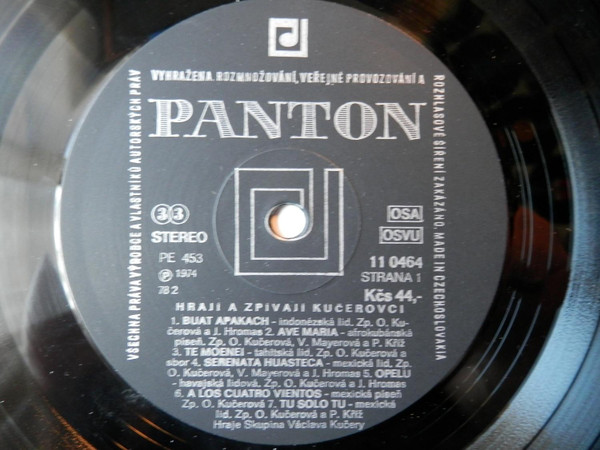 VYHRAŽENA. ROZMNOŽOVÁNÍ, VEŘEJNÉ PROVOZOVÁNÍ A
ROZHLASOVÉ ŠÍŘENÍ ZAKÁZÁNO. MADE IN CZECHOSLOVAKIA
VŠECHNA PRÁVA VÝROBCE A VLASTNÍKŮ AUTORSKÝCH PRÁV
PANTON
33
STEREO
PE 453
Ⓟ 1974
78 2
OSA
OSVU
11 0464
STRANA 1
Kčs 44,-
HRAJÍ A ZPÍVAJÍ KUČEROVCI
1. BUAT APAKACH - indonézská lid. Zp. O. Ku-
čerová a J. Hromas 2. AVE MARIA - afrokubánská
píseň. Zp. O. Kučerová, V. Mayerová a P. Kříž
3. TE MOENEI - tahitská lid. Zp. O. Kučerová a
sbor 4. SERENATA HUASTECA - mexická lid. Zp.
O. Kučerová, V. Mayerová a J. Hromas 5. OPELU
havajská lidová. Zp. O. Kučerová a J. Hromas
6. A LOS CUATRO VIENTOS - mexická píseň
Zp. O. Kučerová 7. TU SOLO TU - mexická
lid. Zp. O. Kučerová a P. Kříž
Hraje Skupina Václava Kučery